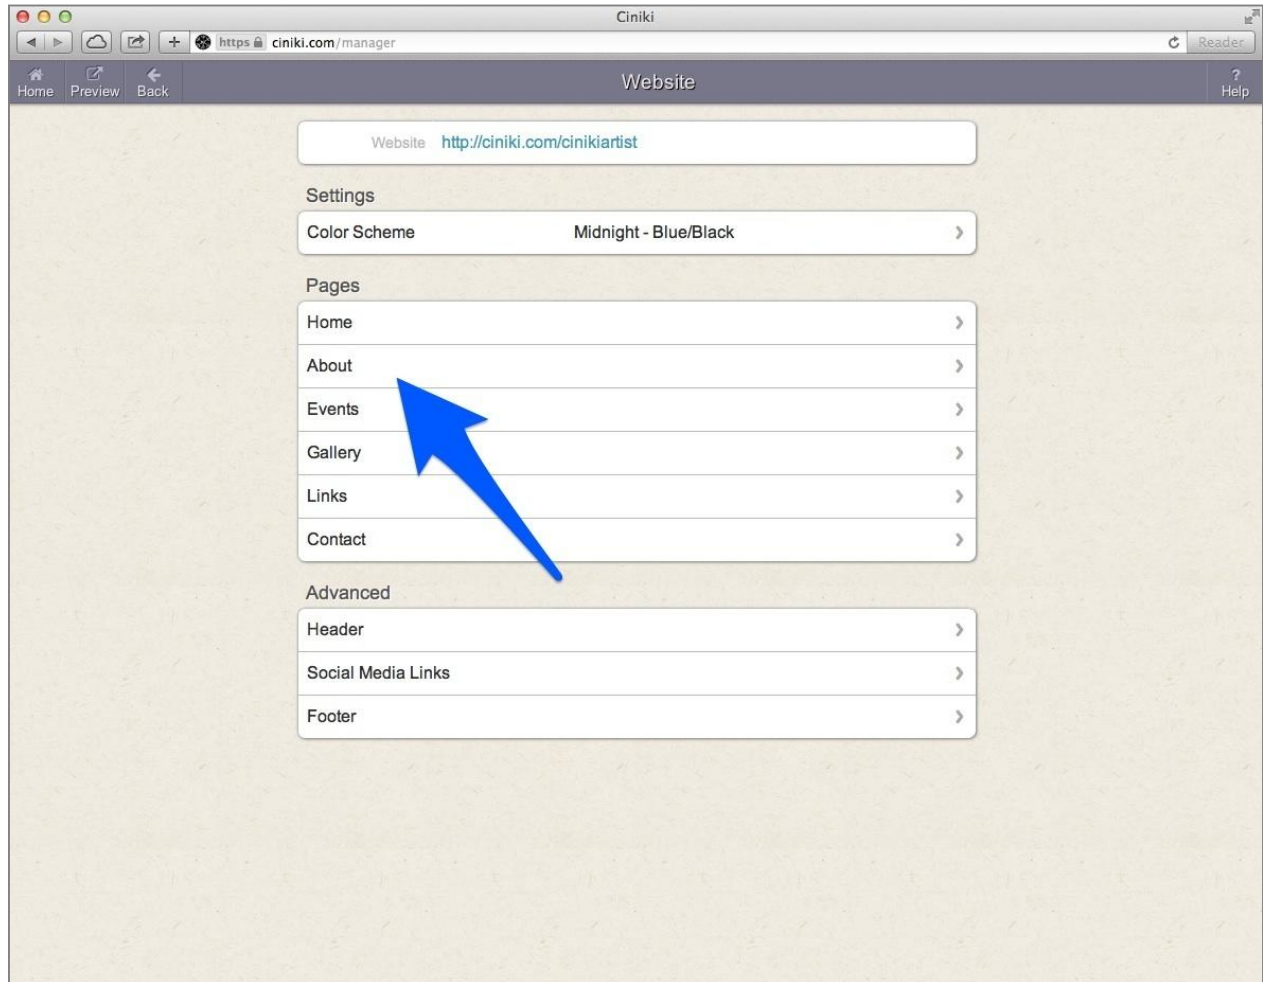 Ciniki
https ciniki.com/manager
Reader
Home Preview Back
Website
? Help
Website http://ciniki.com/cinikiartist
Settings
Color Scheme Midnight - Blue/Black
Pages
Home
About
Events
Gallery
Links
Contact
Advanced
Header
Social Media Links
Footer